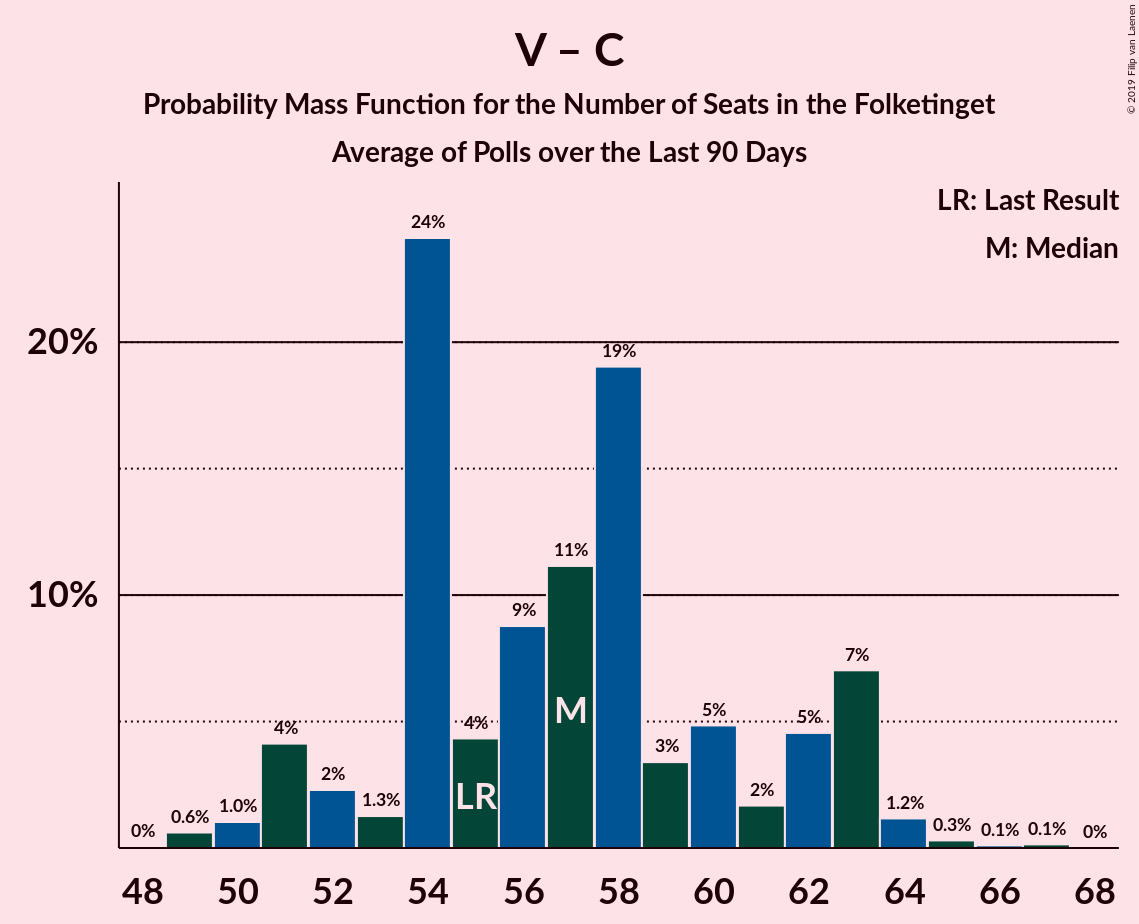 V – C
Probability Mass Function for the Number of Seats in the Folketinget
Average of Polls over the Last 90 Days
© 2019 Filip van Laenen
LR: Last Result
M: Median
20%
10%
0%
0.6%
1.0%
4%
2%
1.3%
24%
4%
9%
11%
19%
3%
5%
2%
5%
7%
1.2%
0.3%
0.1%
0.1%
0%
LR
M
48 50 52 54 56 58 60 62 64 66 68